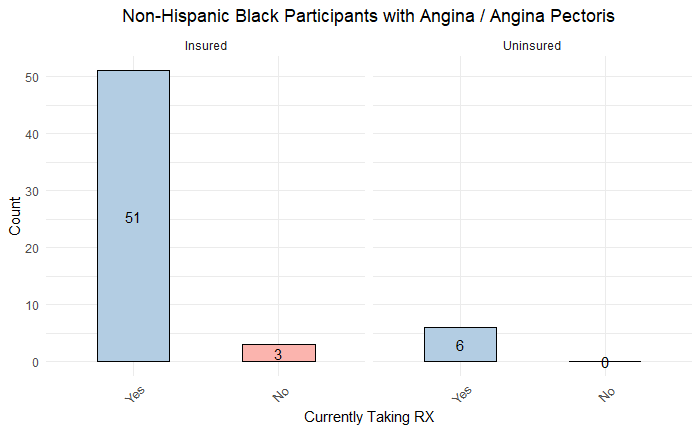 Non-Hispanic Black Participants with Angina / Angina Pectoris
Insured
Uninsured
Count
50
40
30
20
10
0
51
3
6
0
Yes
No
Yes
No
Currently Taking RX